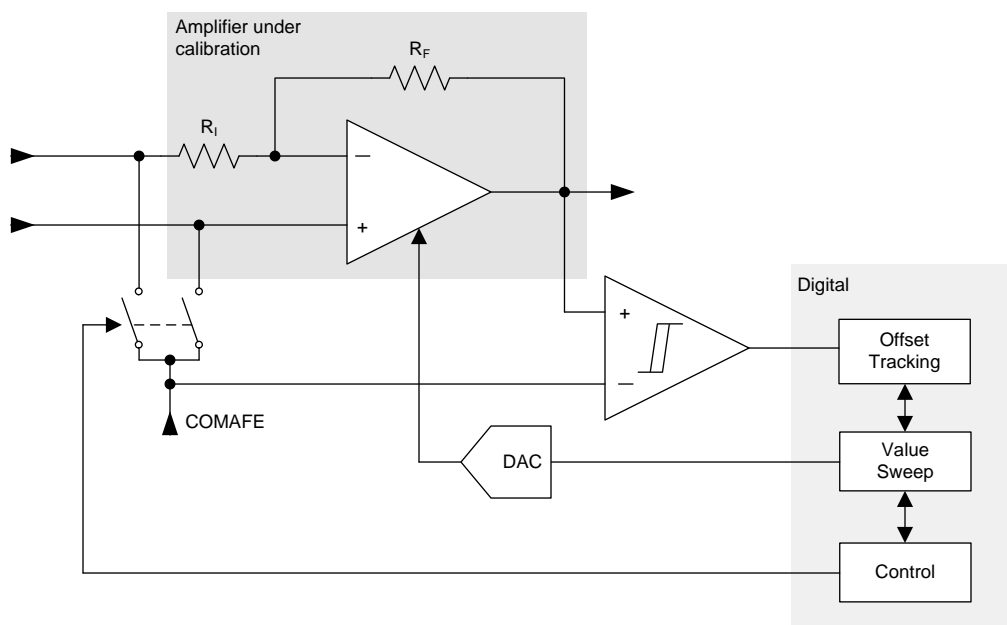 Amplifier under
calibration
R_F
R_I
−
+
Digital
+
−
Offset
Tracking
COMAFE
DAC
Value
Sweep
Control